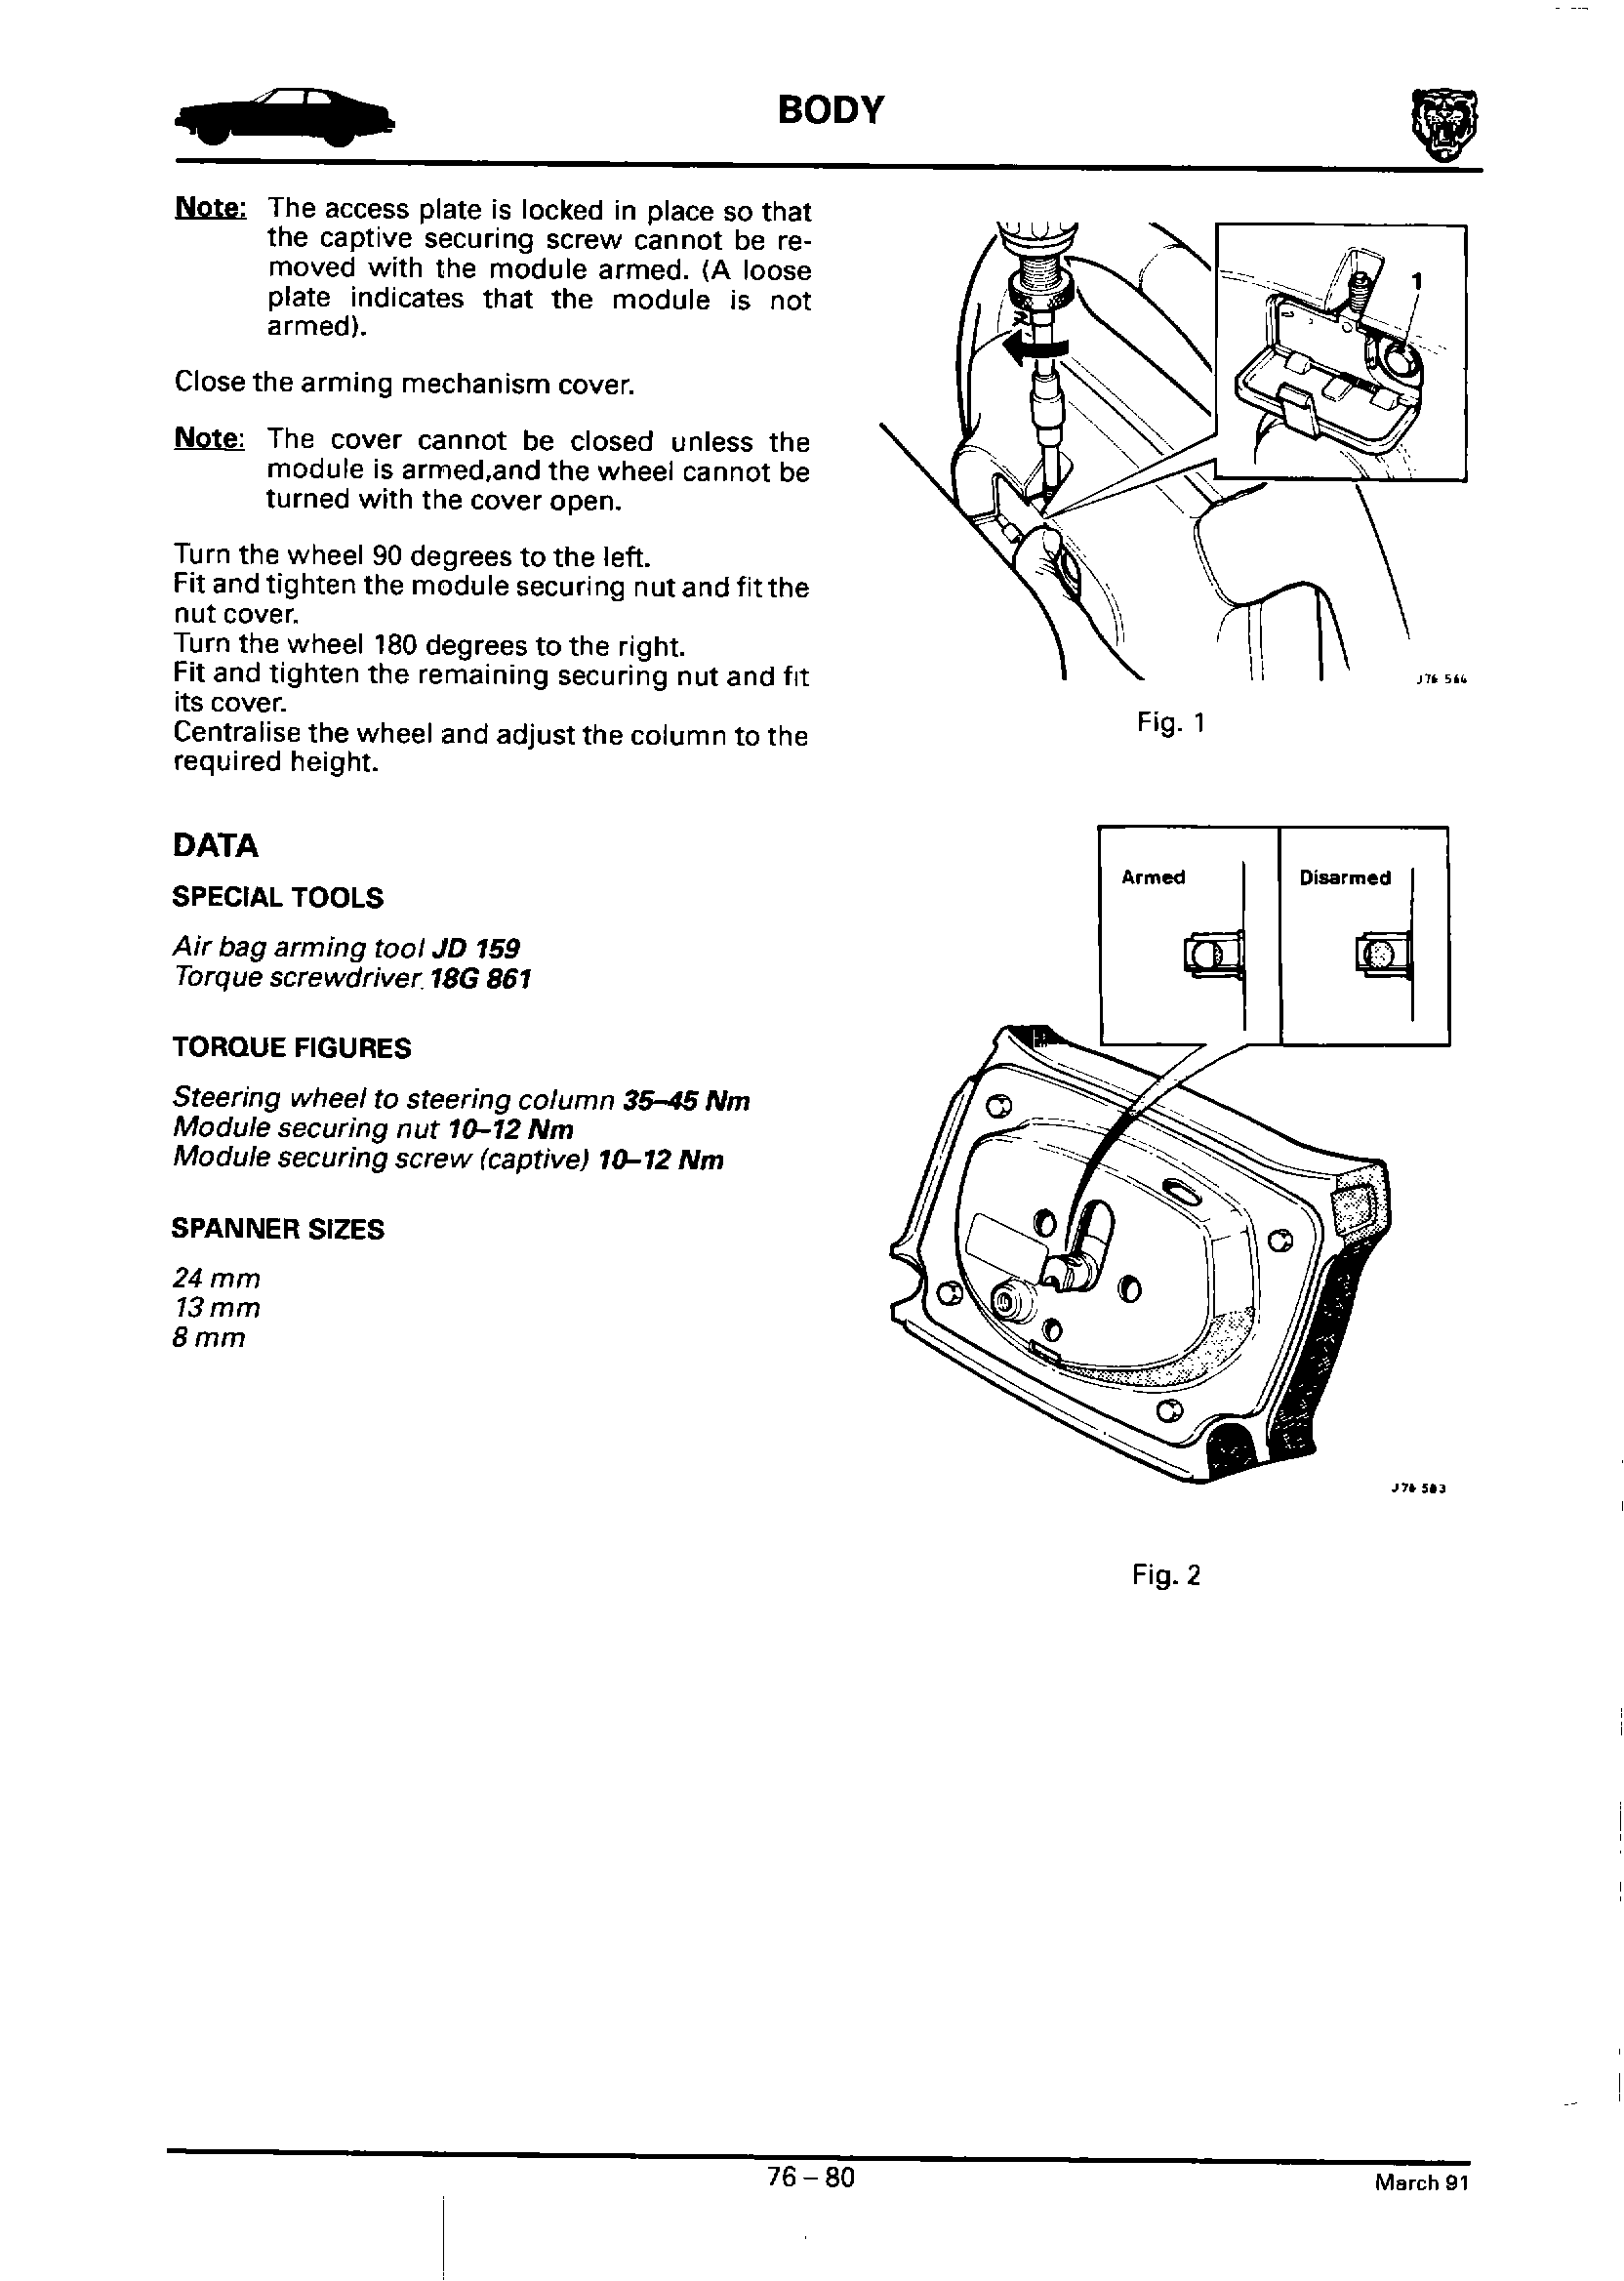 BODY
Note: The access plate is locked in place so that
the captive securing screw cannot be re-
moved with the module armed. (A loose
plate indicates that the module is not
armed).
Close the arming mechanism cover.
Note: The cover cannot be closed unless the
module is armed,and the wheel cannot be
turned with the cover open.
Turn the wheel 90 degrees to the left.
Fit and tighten the module securing nut and fit the
nut cover.
Turn the wheel 180 degrees to the right.
Fit and tighten the remaining securing nut and fit
its cover.
Centralise the wheel and adjust the column to the
required height.
DATA
SPECIAL TOOLS
Air bag arming tool JD 159
Torque screwdriver. 18G 861
TORQUE FIGURES
Steering wheel to steering column 35–45 Nm
Module securing nut 10–12 Nm
Module securing screw (captive) 10–12 Nm
SPANNER SIZES
24 mm
13 mm
8 mm
1
J76 564
Fig. 1
Armed
Disarmed
J76 563
Fig. 2
76 – 80
March 91